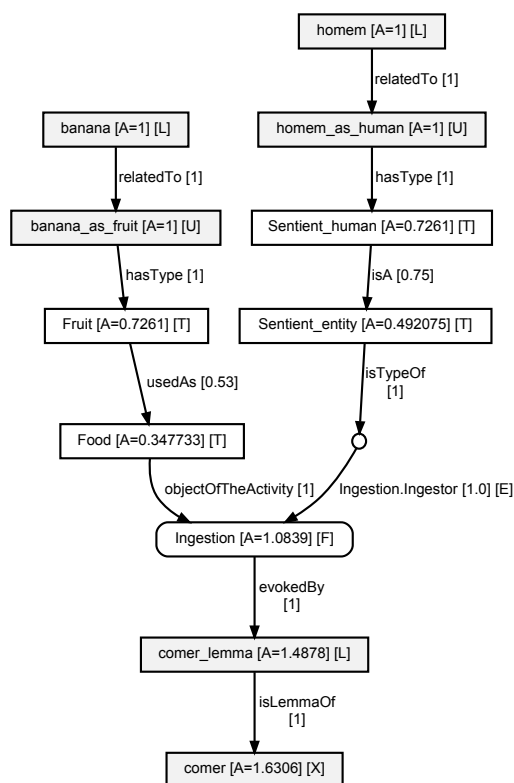 homem [A=1] [L]
relatedTo [1]
banana [A=1] [L]
homem_as_human [A=1] [U]
relatedTo [1]
hasType [1]
banana_as_fruit [A=1] [U]
Sentient_human [A=0.7261] [T]
hasType [1]
isA [0.75]
Fruit [A=0.7261] [T]
Sentient_entity [A=0.492075] [T]
usedAs [0.53]
isTypeOf
[1]
Food [A=0.347733] [T]
objectOfTheActivity [1]
Ingestion.Ingestor [1.0] [E]
Ingestion [A=1.0839] [F]
evokedBy
[1]
comer_lemma [A=1.4878] [L]
isLemmaOf
[1]
comer [A=1.6306] [X]